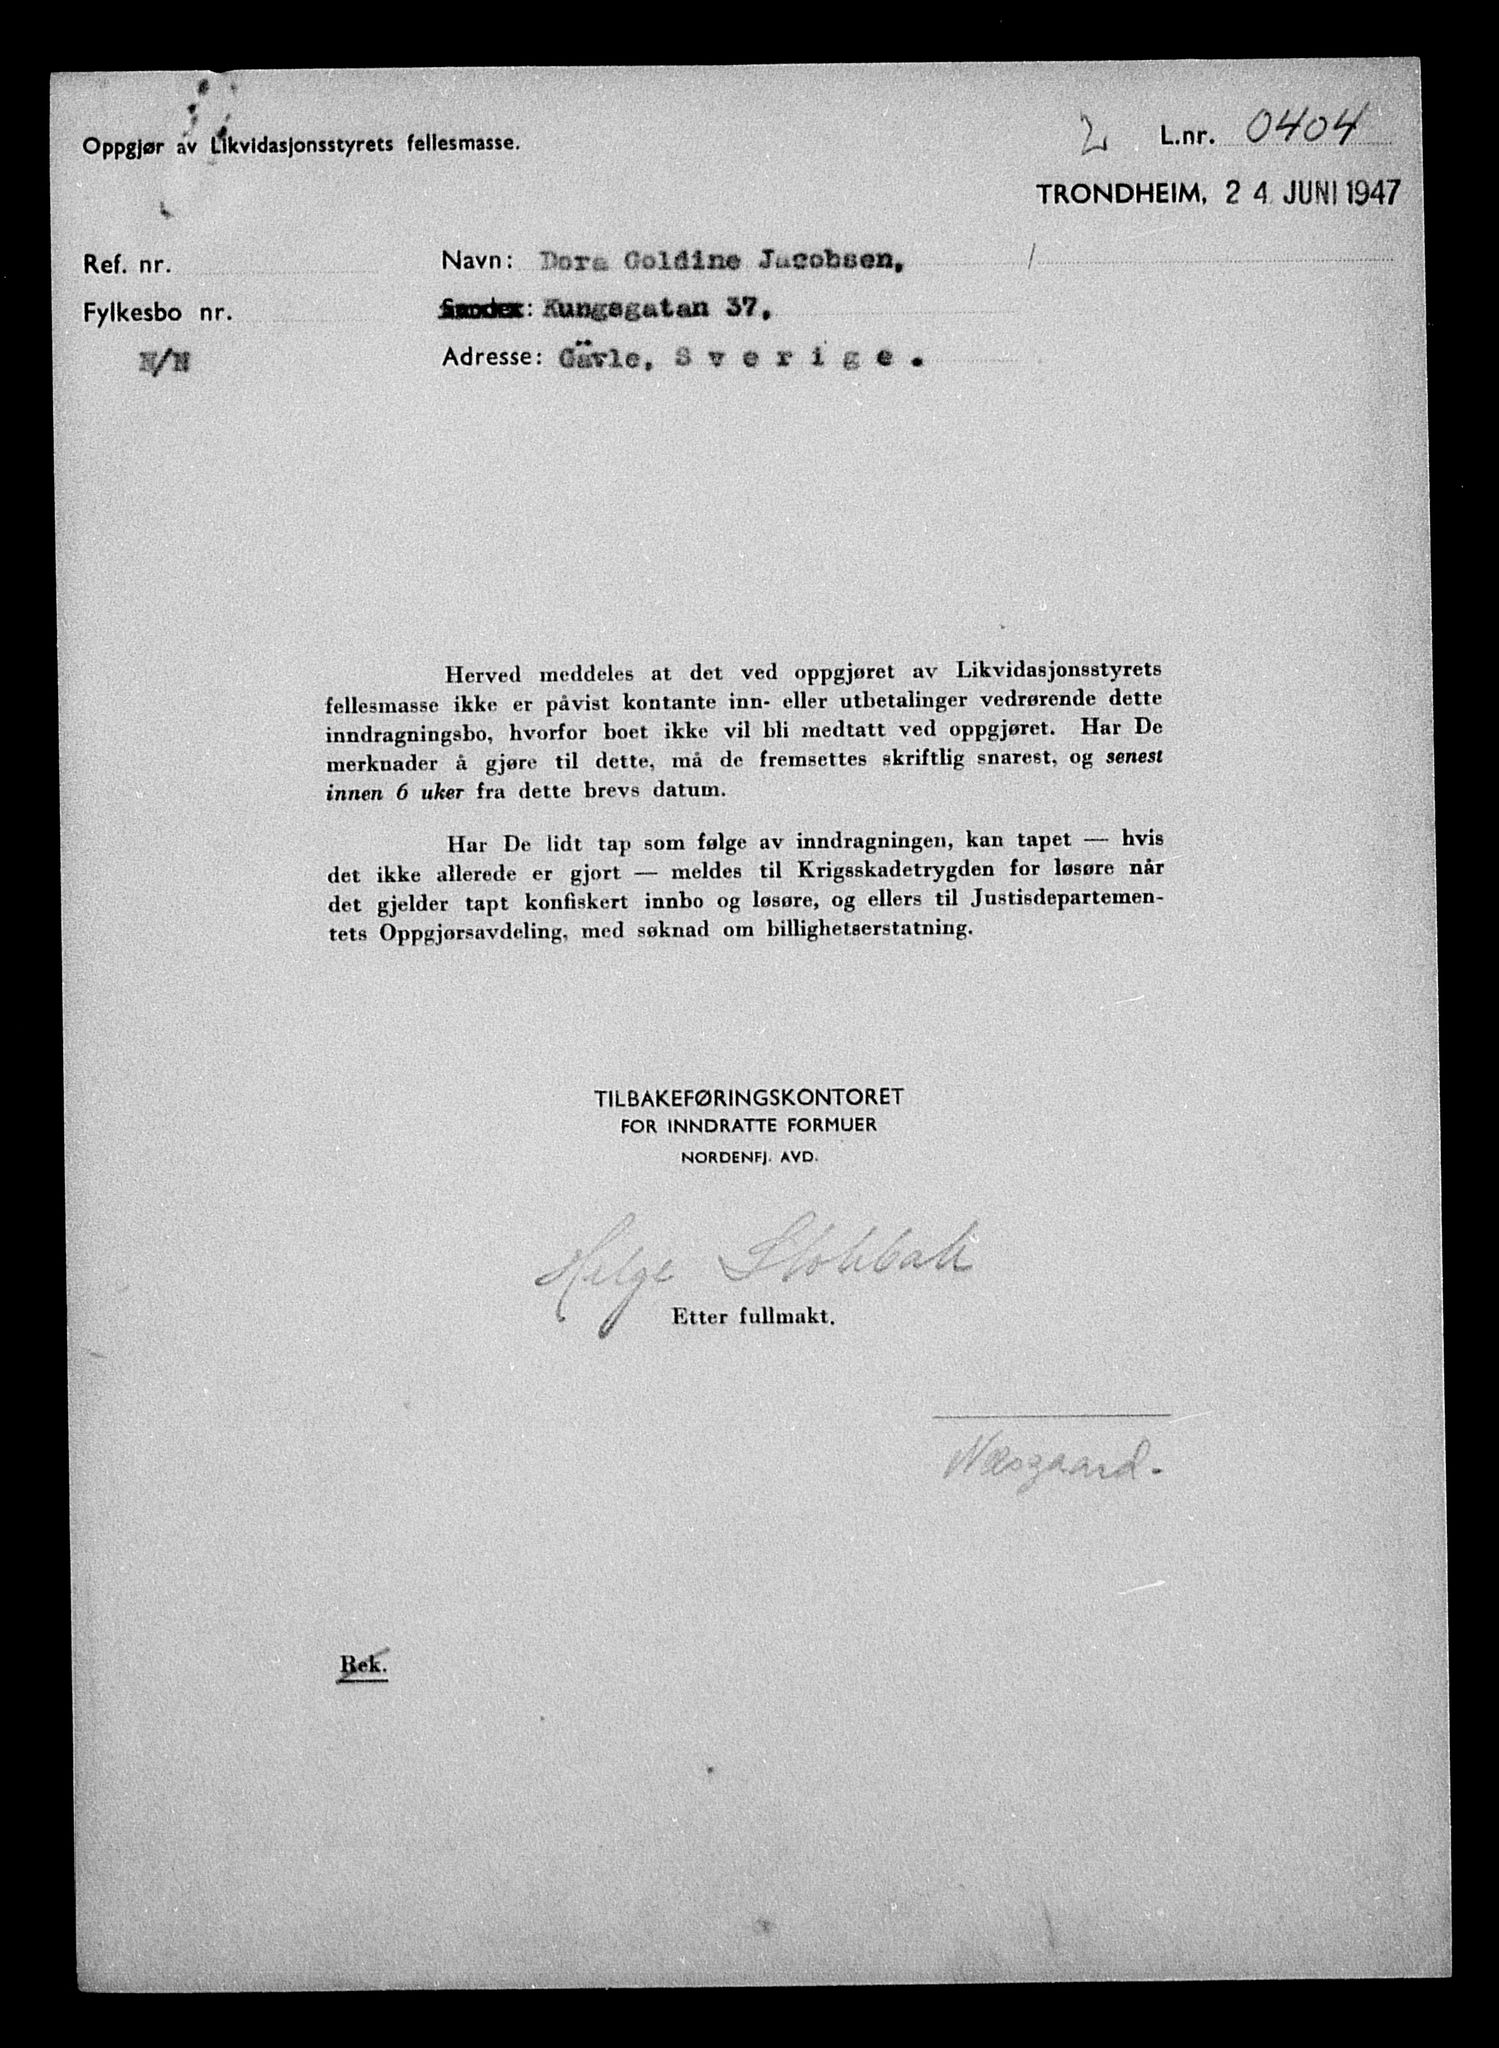 Oppgjør av Likvidasjonsstyrets fellesmasse.
2 L.nr. 0404
TRONDHEIM, 24 JUNI 1947
Ref. nr.
Navn: Dora Goldine Jacobsen,
Fylkesbo nr.
: Kungsgatan 37,
N/N
Adresse: Gävle, Sverige.
Herved meddeles at det ved oppgjøret av Likvidasjonsstyrets
fellesmasse ikke er påvist kontante inn- eller utbetalinger vedrørende dette
inndragningsbo, hvorfor boet ikke vil bli medtatt ved oppgjøret. Har De
merknader å gjøre til dette, må de fremsettes skriftlig snarest, og senest
innen 6 uker fra dette brevs datum.
Har De lidt tap som følge av inndragningen, kan tapet — hvis
det ikke allerede er gjort — meldes til Krigsskadetrygden for løsøre når
det gjelder tapt konfiskert innbo og løsøre, og ellers til Justisdepartemen-
tets Oppgjørsavdeling, med søknad om billighetserstatning.
TILBAKEFØRINGSKONTORET
FOR INNDRATTE FORMUER
NORDENFJ. AVD.
Helge Stokbak
Etter fullmakt.
Næsgaard.
Rek.